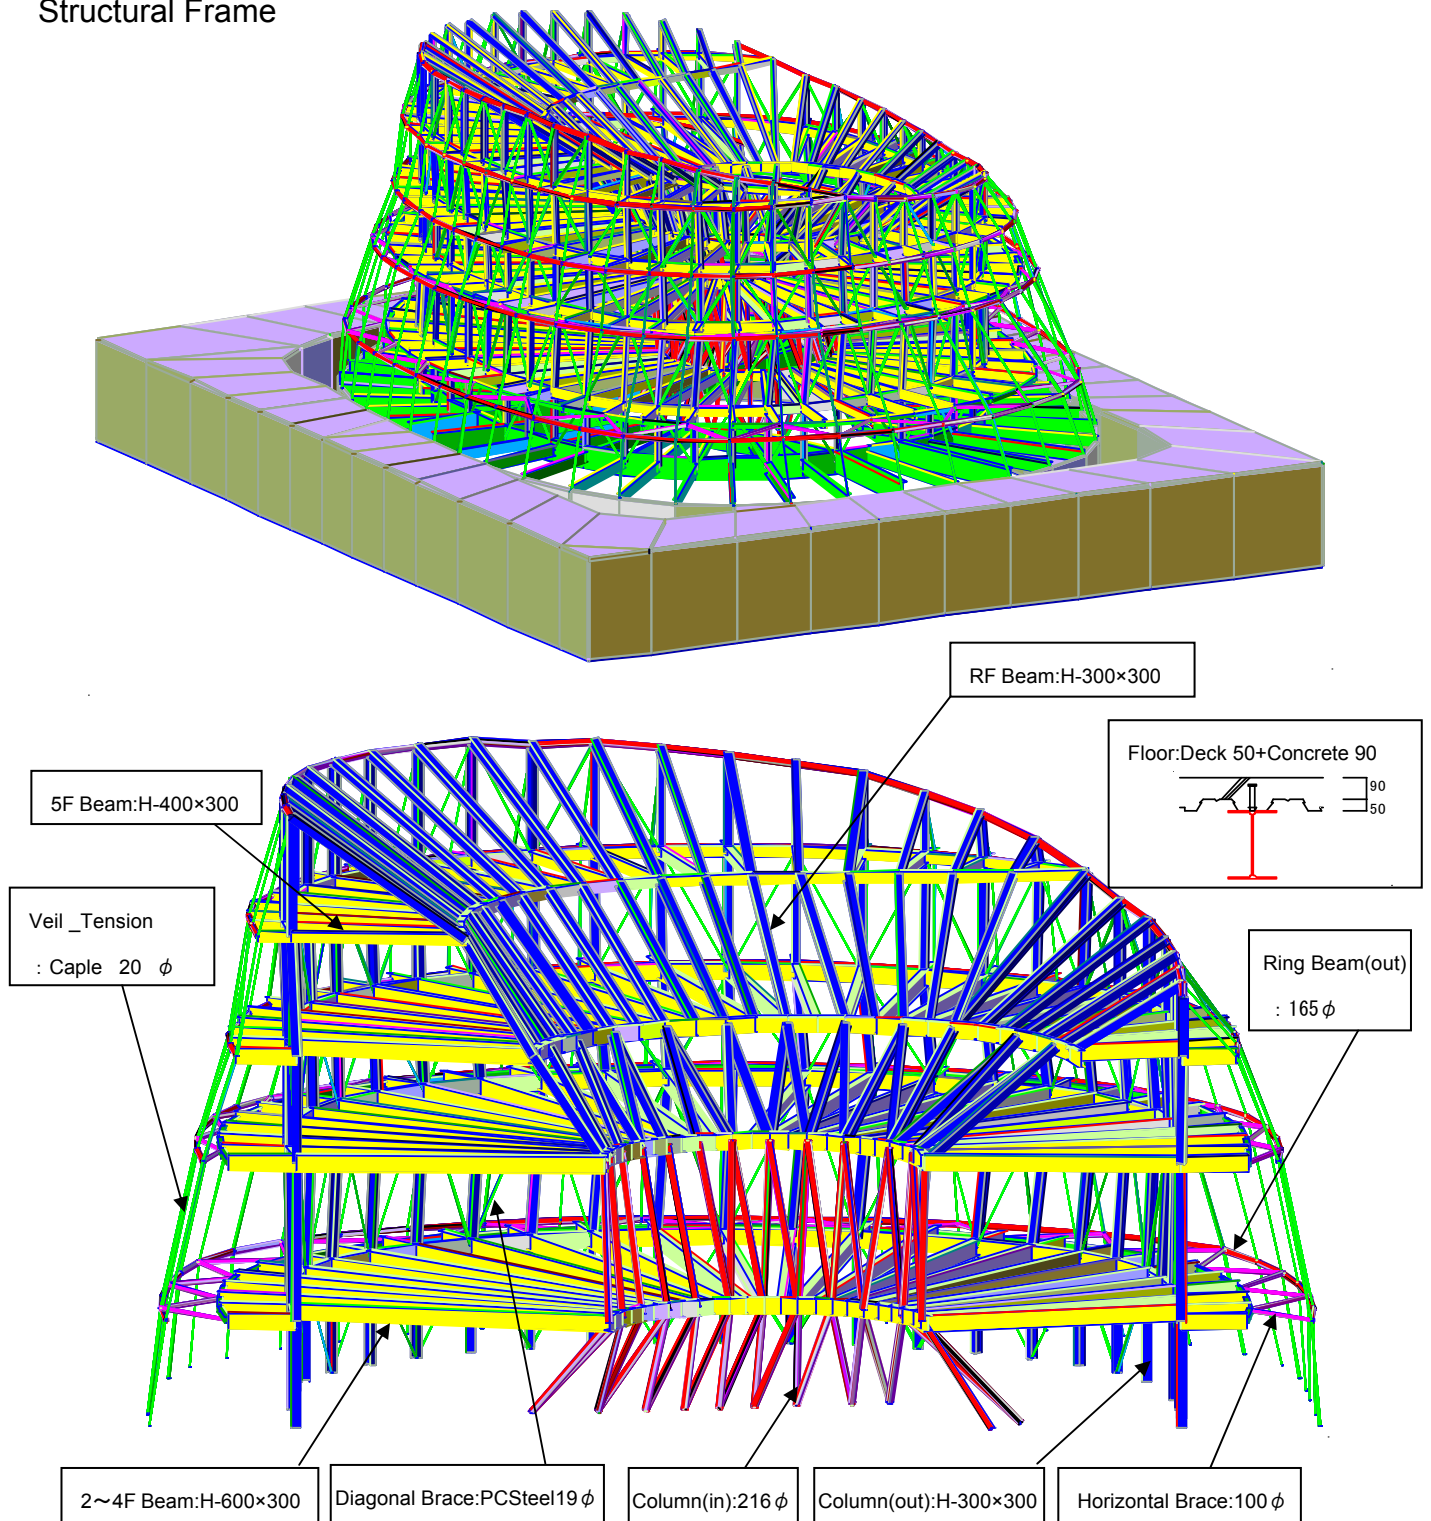 Structural Frame
RF Beam:H-300×300
Floor:Deck 50+Concrete 90
90
50
5F Beam:H-400×300
Veil _Tension
: Caple 20 φ
Ring Beam(out)
: 165φ
2～4F Beam:H-600×300
Diagonal Brace:PCSteel19φ
Column(in):216φ
Column(out):H-300×300
Horizontal Brace:100φ